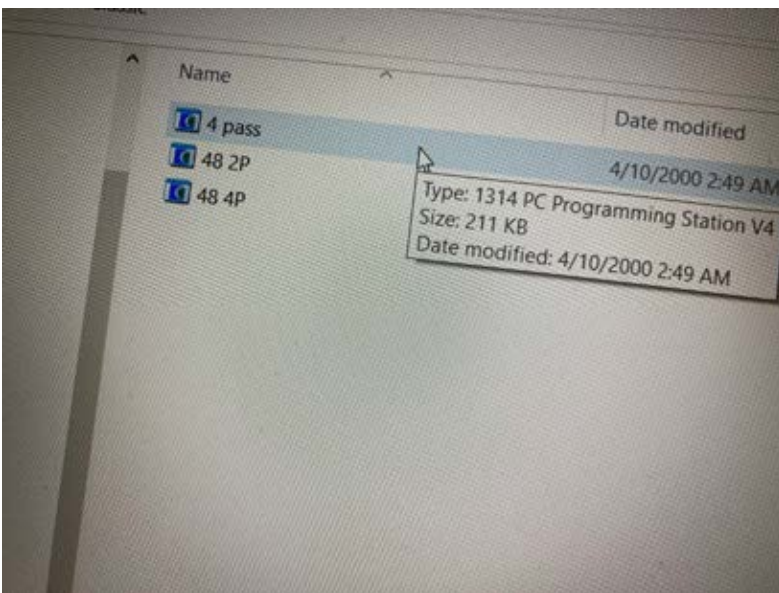 Classic
Name
Date modified
4 pass
4/10/2000 2:49 AM
48 2P
48 4P
Type: 1314 PC Programming Station V4
Size: 211 KB
Date modified: 4/10/2000 2:49 AM